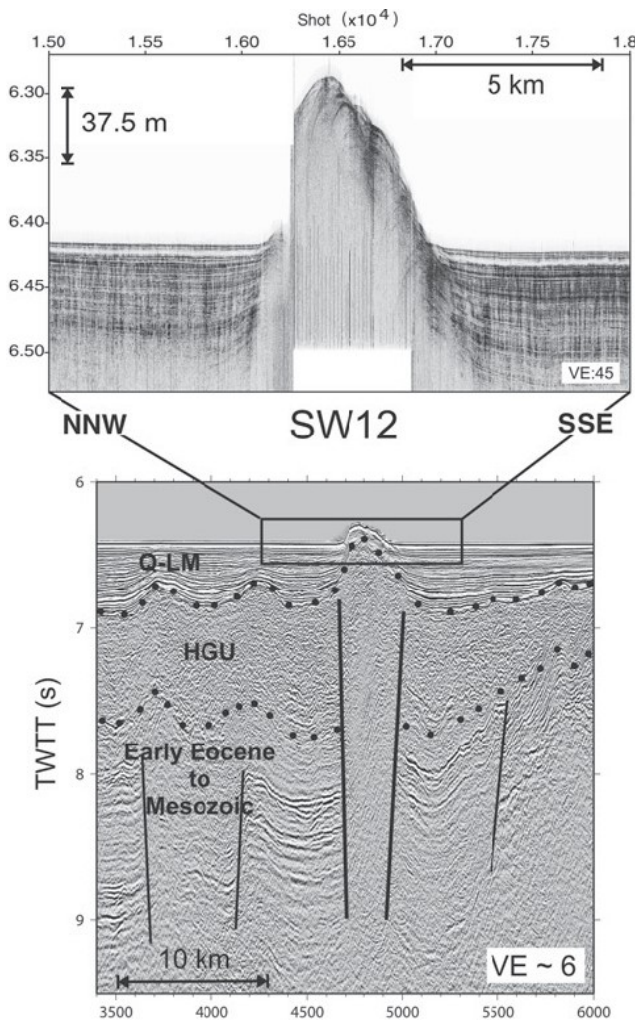 Shot (x10⁴)
1.50 1.55 1.60 1.65 1.70 1.75 1.8
6.30
37.5 m
5 km
6.35
6.40
6.45
6.50
VE:45
NNW SW12 SSE
6
Q-LM
7
HGU
TWTT (s)
Early Eocene
to
Mesozoic
8
9
10 km
VE ~ 6
3500 4000 4500 5000 5500 6000